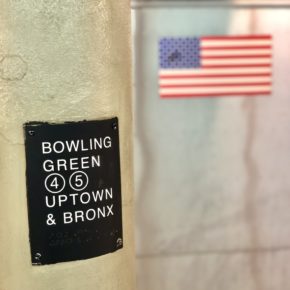 BOWLING
GREEN
④ ⑤
UPTOWN
& BRONX